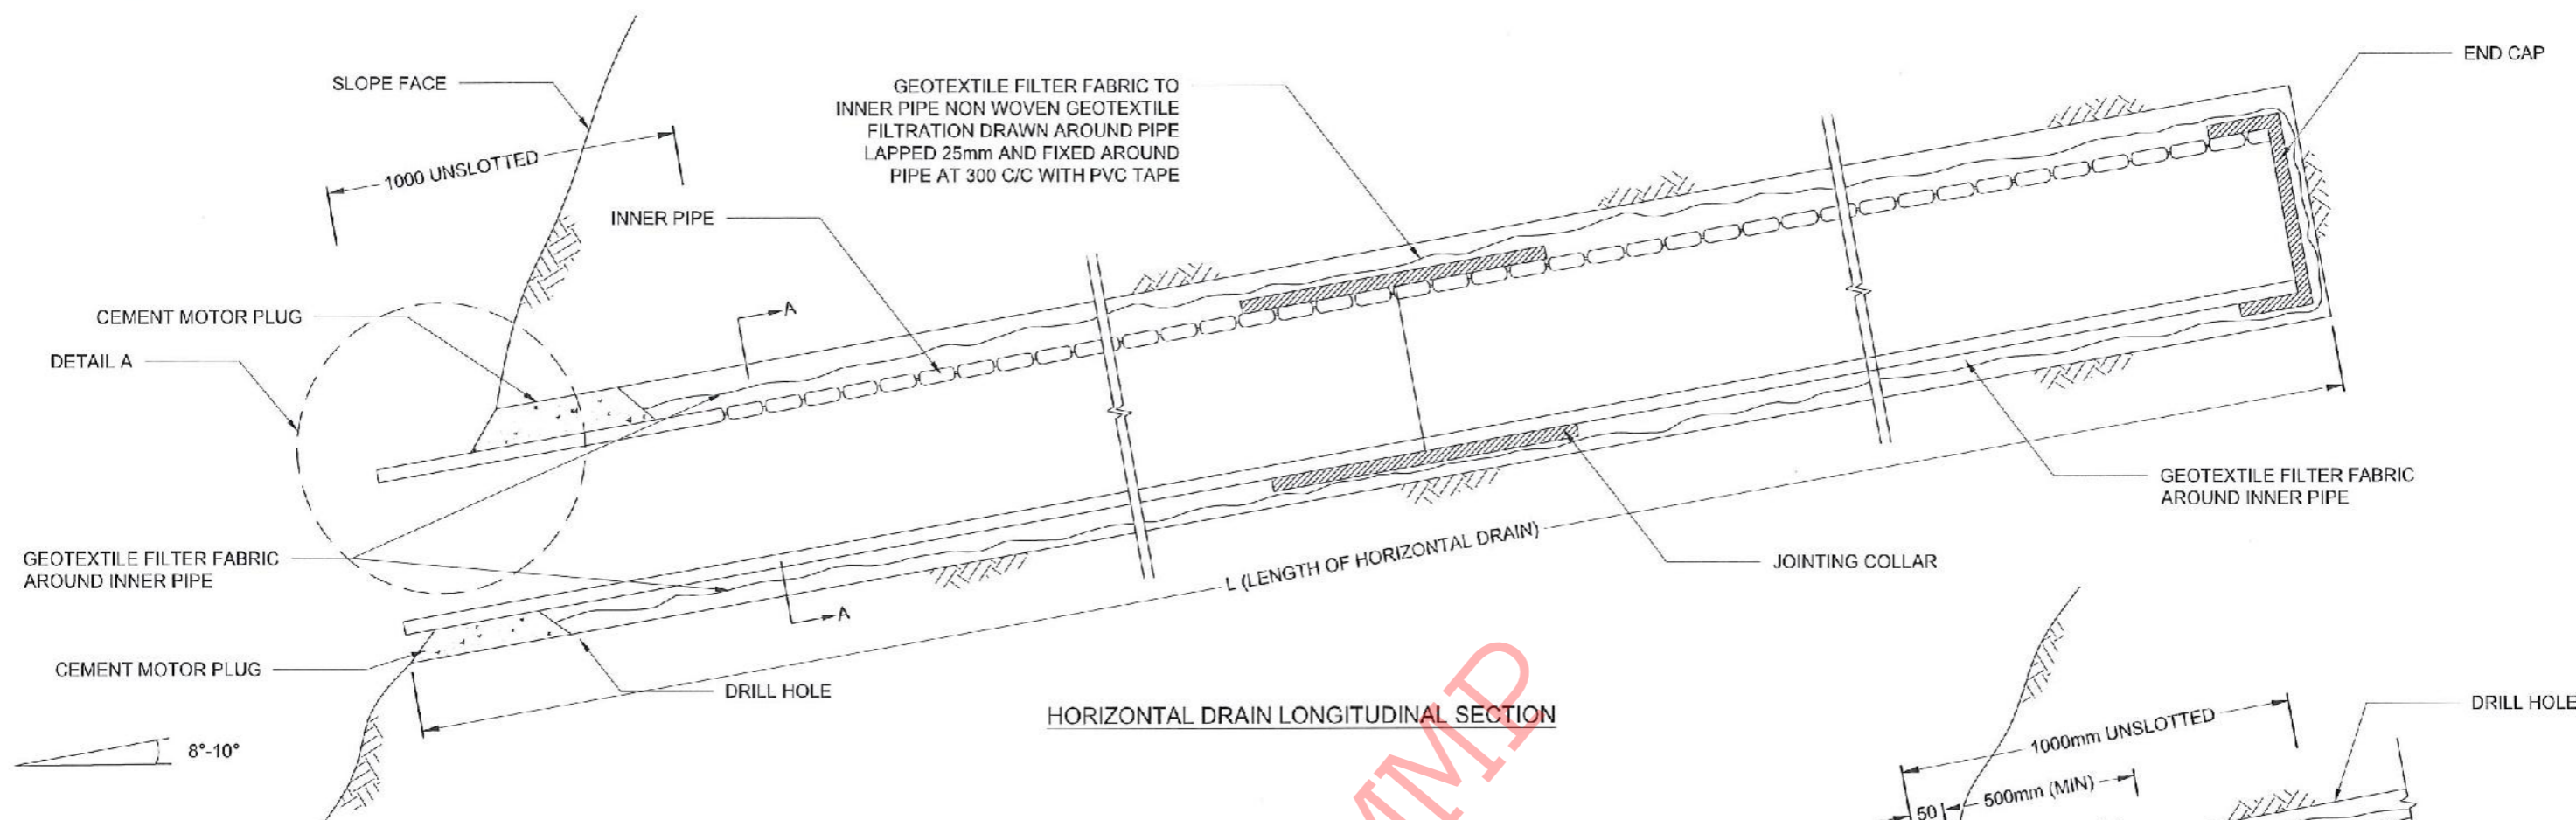 SLOPE FACE
1000 UNSLOTTED
GEOTEXTILE FILTER FABRIC TO
INNER PIPE NON WOVEN GEOTEXTILE
FILTRATION DRAWN AROUND PIPE
LAPPED 25mm AND FIXED AROUND
PIPE AT 300 C/C WITH PVC TAPE
END CAP
INNER PIPE
CEMENT MOTOR PLUG
DETAIL A
A
A
GEOTEXTILE FILTER FABRIC
AROUND INNER PIPE
GEOTEXTILE FILTER FABRIC
AROUND INNER PIPE
JOINTING COLLAR
L (LENGTH OF HORIZONTAL DRAIN)
CEMENT MOTOR PLUG
DRILL HOLE
HORIZONTAL DRAIN LONGITUDINAL SECTION
8°-10°
1000mm UNSLOTTED
50
500mm (MIN)
DRILL HOLE